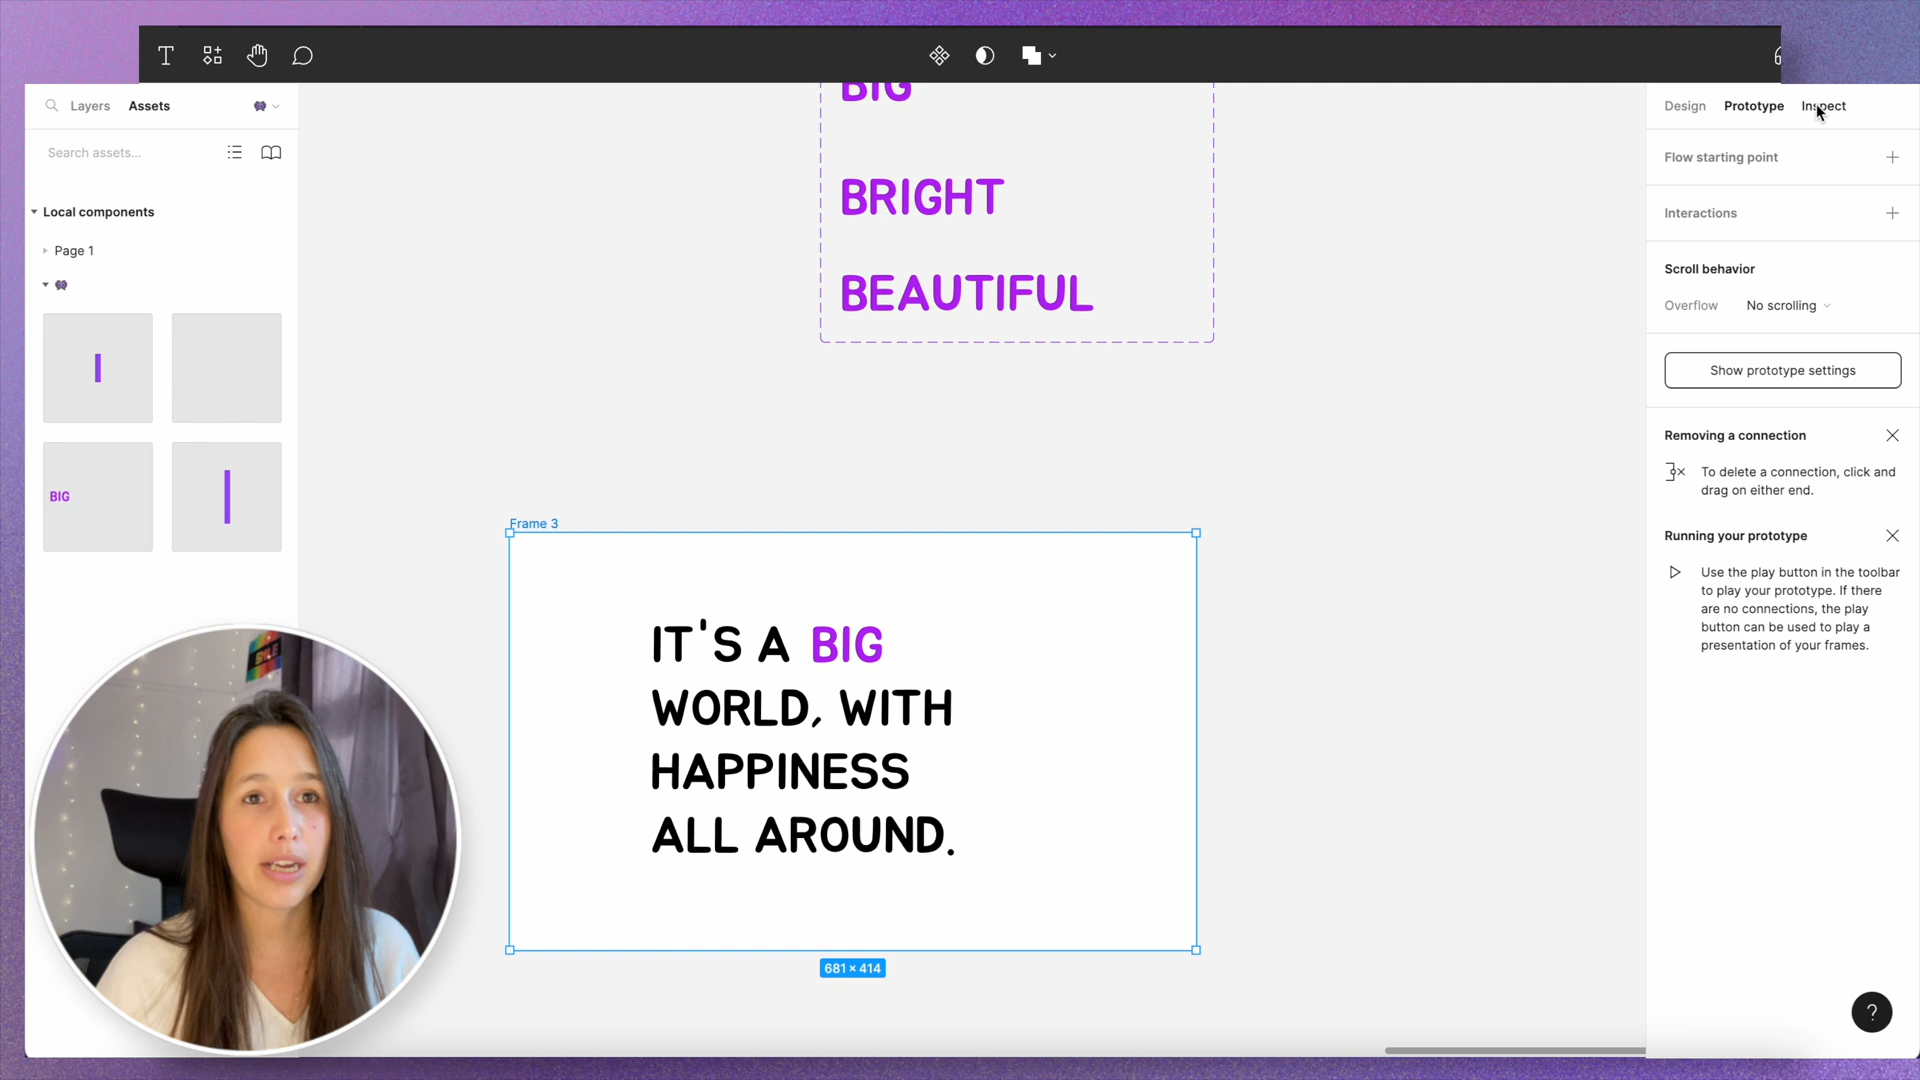 Layers
Assets
Search assets...
Local components
Page 1
BIG
BIG
BRIGHT
BEAUTIFUL
Frame 3
IT'S A BIG
WORLD, WITH
HAPPINESS
ALL AROUND.
681 × 414
Design
Prototype
Inspect
Flow starting point
Interactions
Scroll behavior
Overflow
No scrolling
Show prototype settings
Removing a connection
To delete a connection, click and
drag on either end.
Running your prototype
Use the play button in the toolbar
to play your prototype. If there
are no connections, the play
button can be used to play a
presentation of your frames.
?